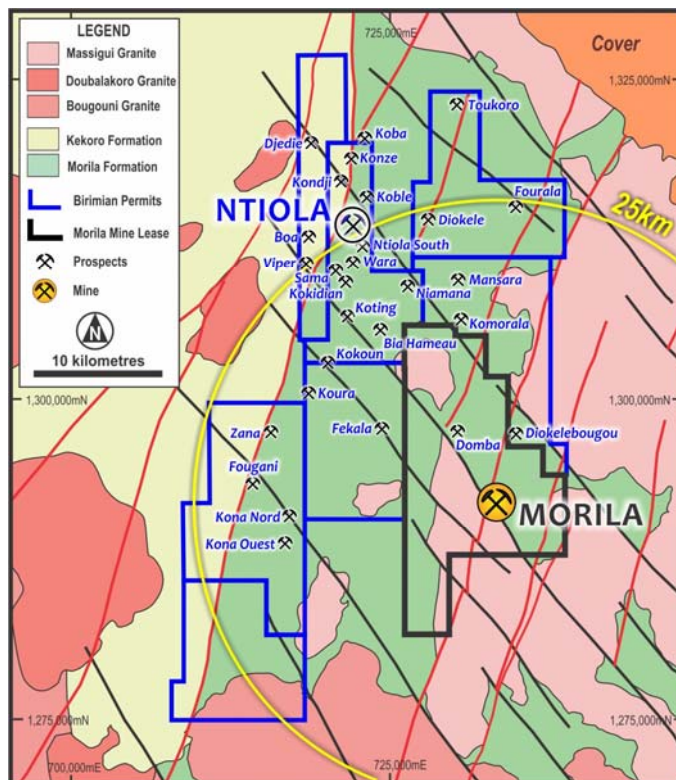 LEGEND
Massigui Granite
Doubalakoro Granite
Bougouni Granite
Kekoro Formation
Morila Formation
Birimian Permits
Morila Mine Lease
Prospects
Mine
N
10 kilometres
725,000mE
Cover
1,325,000mN
Toukoro
Djedie
Koba
Konze
Kondji
Koble
Fourala
25km
NTIOLA
Diokele
Boa
Ntiola South
Viper
Wara
Sama
Kokidian
Niamana
Mansara
Koting
Komorala
Bia Hameau
Kokoun
1,300,000mN
1,300,000mN
Koura
Zana
Fekala
Domba
Diokelebougou
Fougani
MORILA
Kona Nord
Kona Ouest
1,275,000mN
1,275,000mN
700,000mE
725,000mE